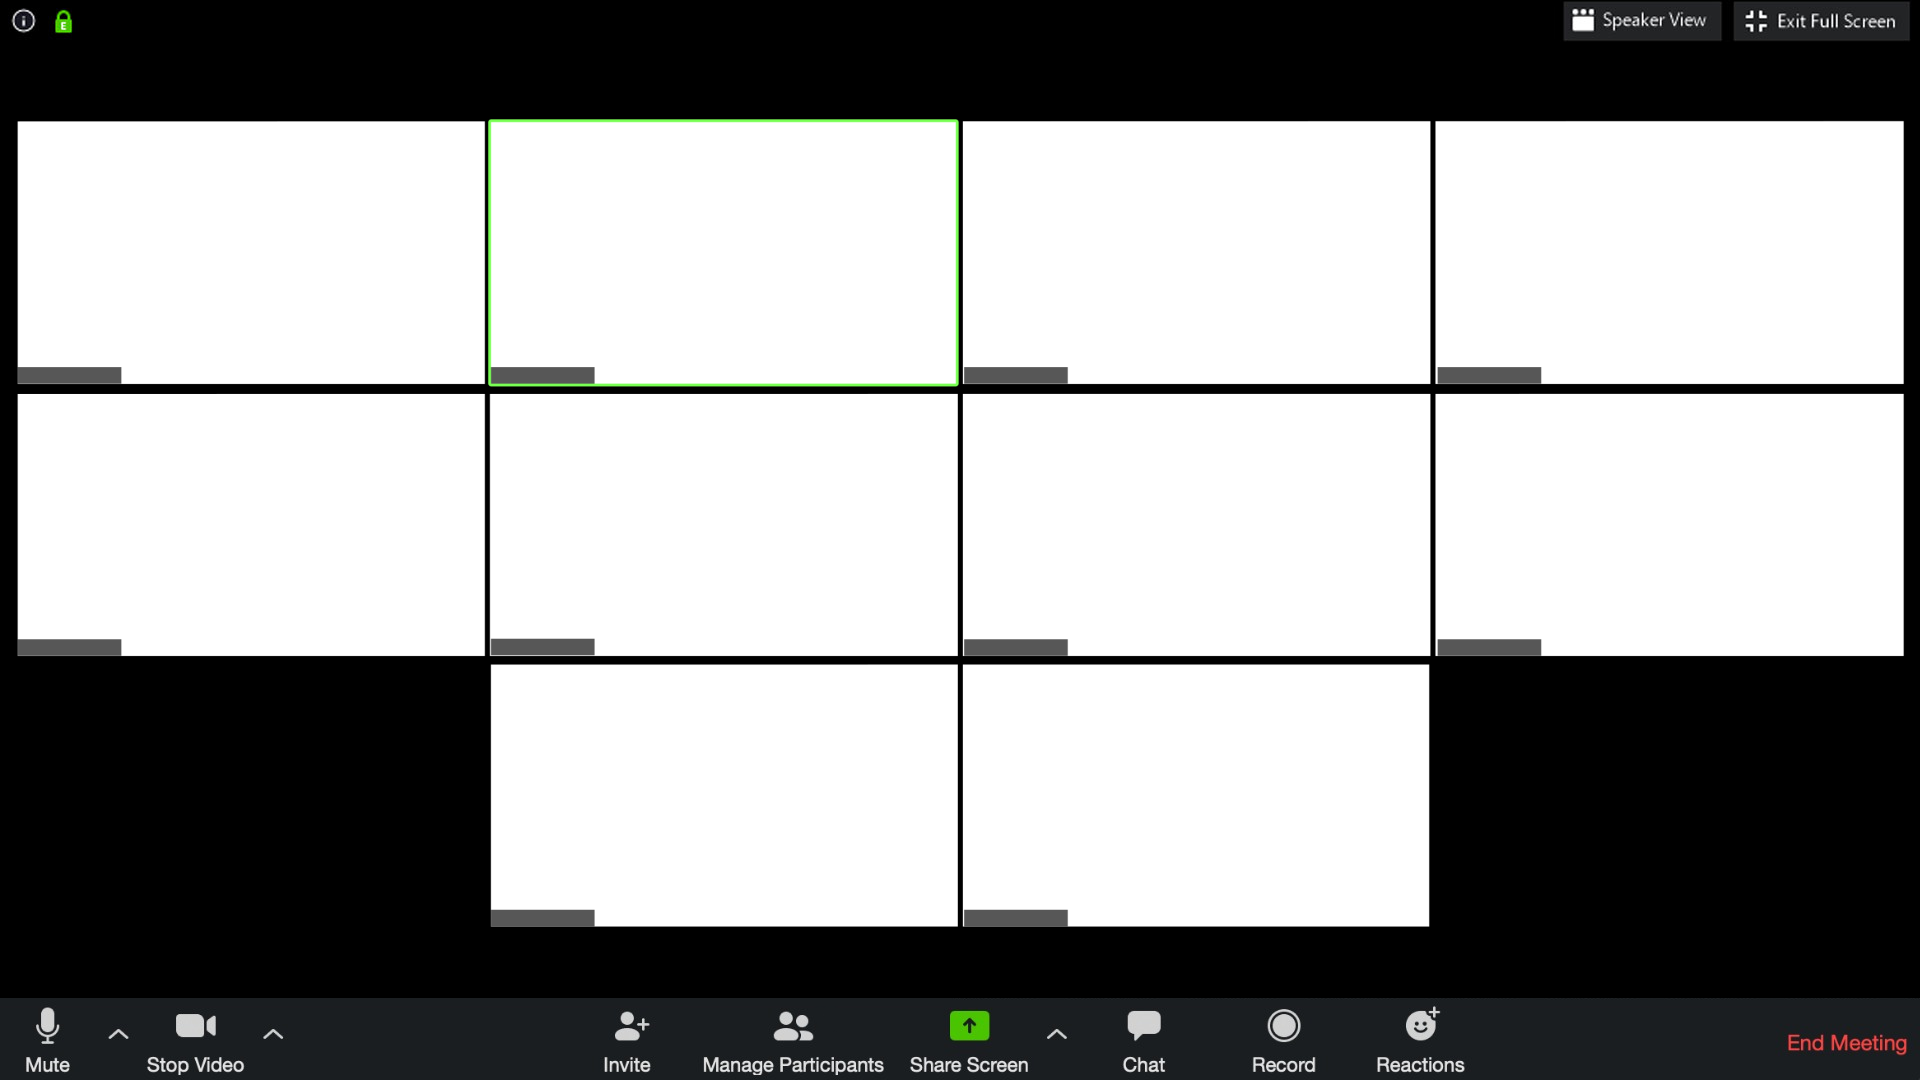 E
Speaker View
Exit Full Screen
Mute
Stop Video
Invite
Manage Participants
Share Screen
Chat
Record
Reactions
End Meeting